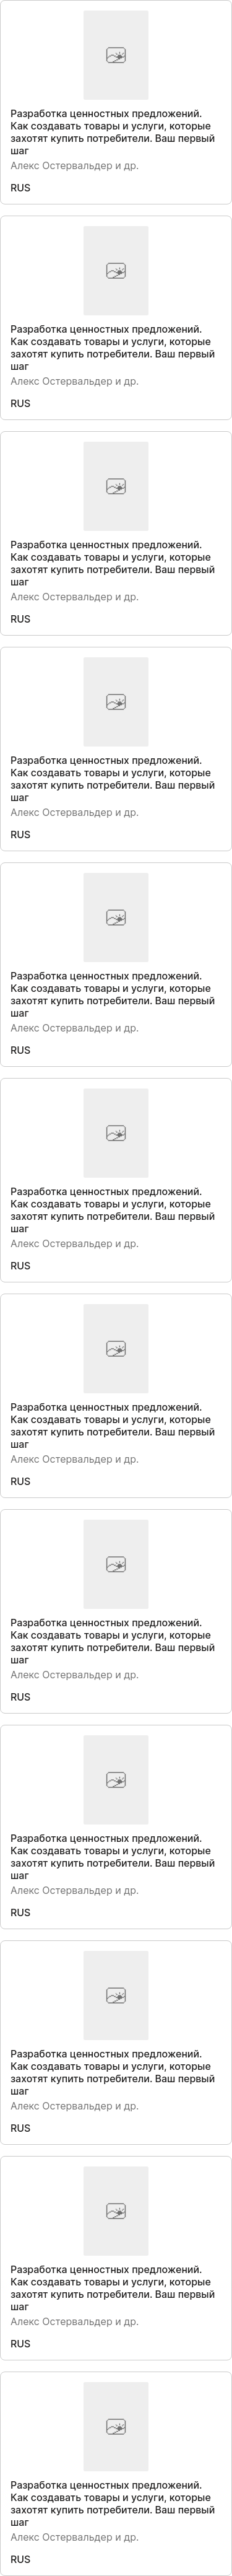 Разработка ценностных предложений.
Как создавать товары и услуги, которые
захотят купить потребители. Ваш первый
шаг
Алекс Остервальдер и др.
RUS
Разработка ценностных предложений.
Как создавать товары и услуги, которые
захотят купить потребители. Ваш первый
шаг
Алекс Остервальдер и др.
RUS
Разработка ценностных предложений.
Как создавать товары и услуги, которые
захотят купить потребители. Ваш первый
шаг
Алекс Остервальдер и др.
RUS
Разработка ценностных предложений.
Как создавать товары и услуги, которые
захотят купить потребители. Ваш первый
шаг
Алекс Остервальдер и др.
RUS
Разработка ценностных предложений.
Как создавать товары и услуги, которые
захотят купить потребители. Ваш первый
шаг
Алекс Остервальдер и др.
RUS
Разработка ценностных предложений.
Как создавать товары и услуги, которые
захотят купить потребители. Ваш первый
шаг
Алекс Остервальдер и др.
RUS
Разработка ценностных предложений.
Как создавать товары и услуги, которые
захотят купить потребители. Ваш первый
шаг
Алекс Остервальдер и др.
RUS
Разработка ценностных предложений.
Как создавать товары и услуги, которые
захотят купить потребители. Ваш первый
шаг
Алекс Остервальдер и др.
RUS
Разработка ценностных предложений.
Как создавать товары и услуги, которые
захотят купить потребители. Ваш первый
шаг
Алекс Остервальдер и др.
RUS
Разработка ценностных предложений.
Как создавать товары и услуги, которые
захотят купить потребители. Ваш первый
шаг
Алекс Остервальдер и др.
RUS
Разработка ценностных предложений.
Как создавать товары и услуги, которые
захотят купить потребители. Ваш первый
шаг
Алекс Остервальдер и др.
RUS
Разработка ценностных предложений.
Как создавать товары и услуги, которые
захотят купить потребители. Ваш первый
шаг
Алекс Остервальдер и др.
RUS